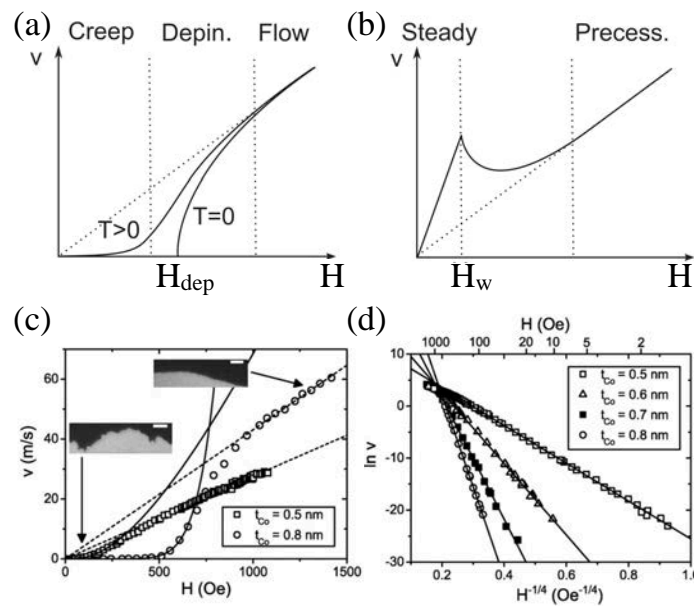 (a)
Creep Depin. Flow
v
T>0
T=0
H_dep
H
(b)
Steady Precess.
v
H_w
H
(c)
60
40
20
0
v (m/s)
t_Co = 0.5 nm
t_Co = 0.8 nm
0 500 1000 1500
H (Oe)
(d)
H (Oe)
1000 100 20 10 5 2
10
0
-10
-20
-30
ln v
t_Co = 0.5 nm
t_Co = 0.6 nm
t_Co = 0.7 nm
t_Co = 0.8 nm
0.2 0.4 0.6 0.8 1.0
H^-1/4 (Oe^-1/4)